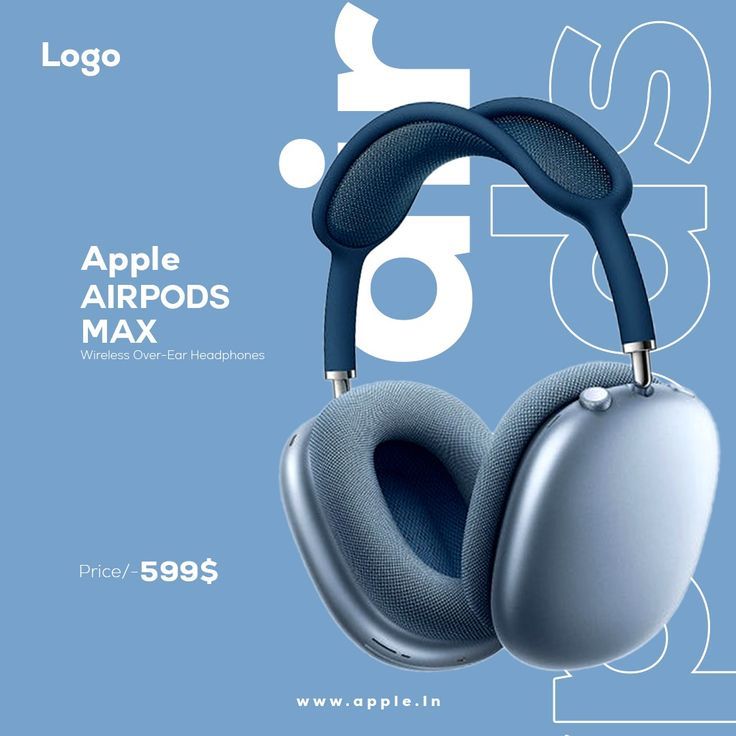 Logo
air
pods
Apple
AIRPODS
MAX
Wireless Over-Ear Headphones
Price/-599$
www.apple.In